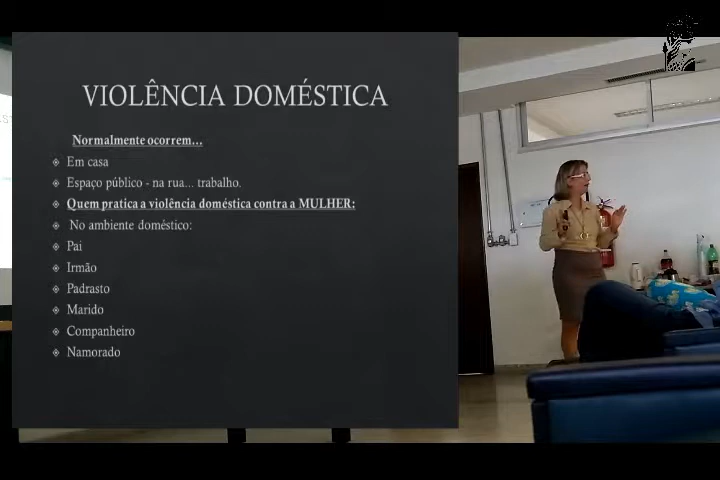 VIOLÊNCIA DOMÉSTICA
Normalmente ocorrem...
Em casa
Espaço público - na rua... trabalho.
Quem pratica a violência doméstica contra a MULHER:
No ambiente doméstico:
Pai
Irmão
Padrasto
Marido
Companheiro
Namorado